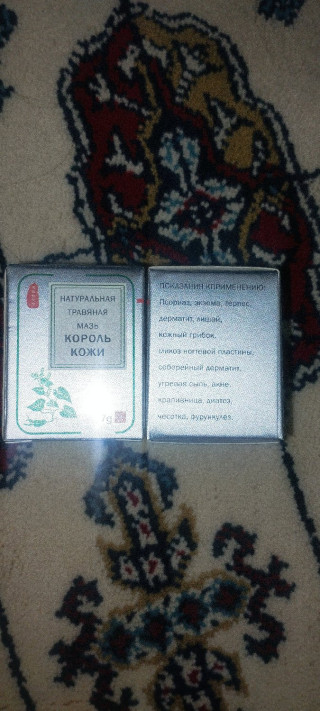 НАТУРАЛЬНАЯ
ТРАВЯНАЯ
МАЗЬ
КОРОЛЬ
КОЖИ
7g
ПОКАЗАНИЯ К ПРИМЕНЕНИЮ:
Псориаз, экзема, герпес,
дерматит, лишай,
кожный грибок,
грибок ногтевой пластины,
себорейный дерматит,
угревая сыпь, акне,
крапивница, диатез,
чесотка, фурункулёз.